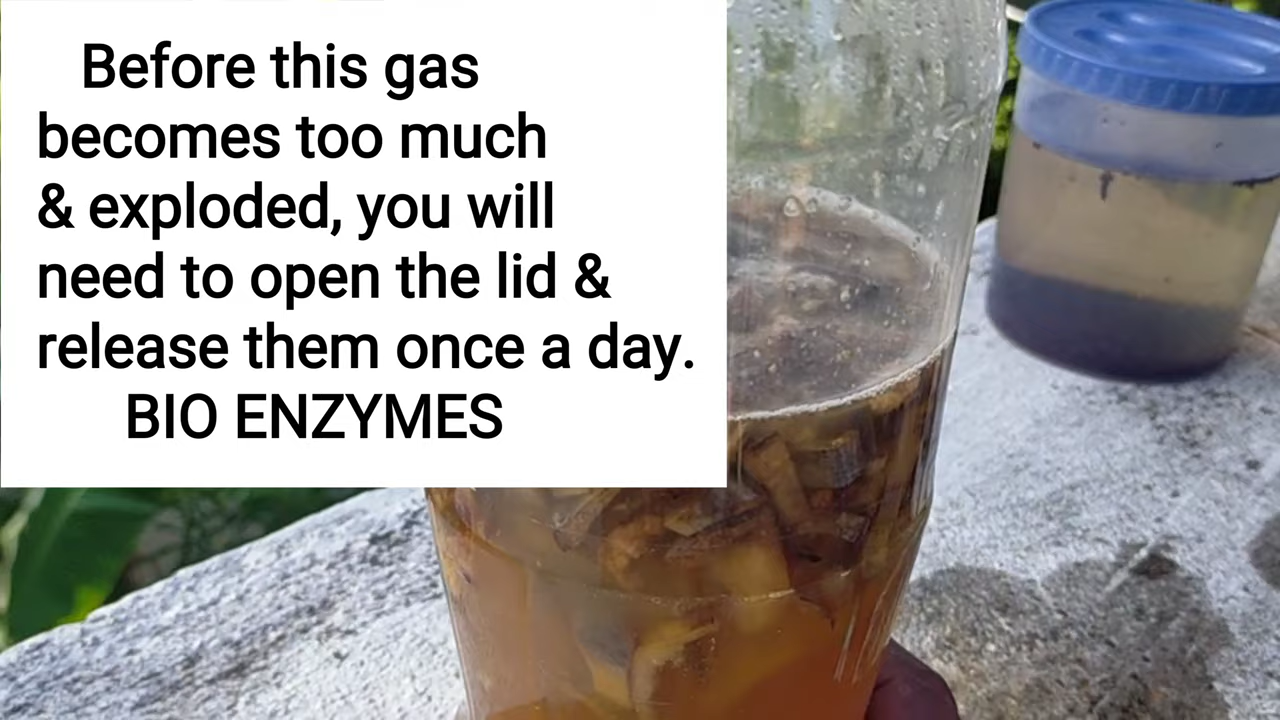 Before this gas
becomes too much
& exploded, you will
need to open the lid &
release them once a day.
BIO ENZYMES